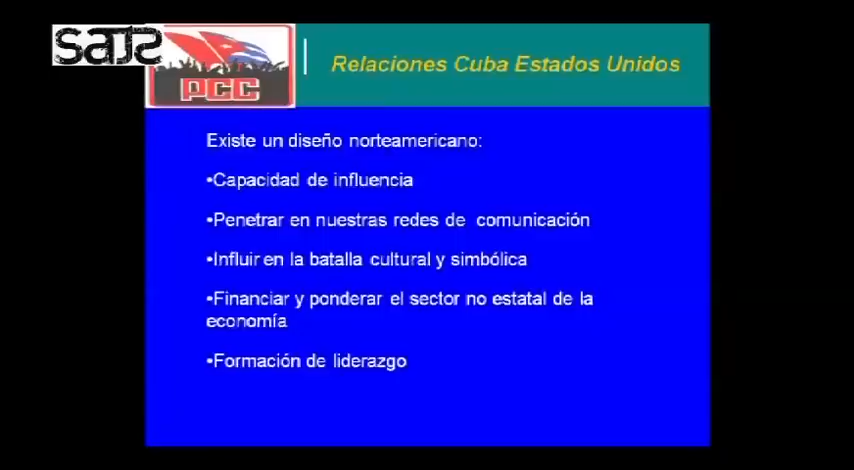 SATS
PCC
Relaciones Cuba Estados Unidos
Existe un diseño norteamericano:
•Capacidad de influencia
•Penetrar en nuestras redes de comunicación
•Influir en la batalla cultural y simbólica
•Financiar y ponderar el sector no estatal de la
economía
•Formación de liderazgo